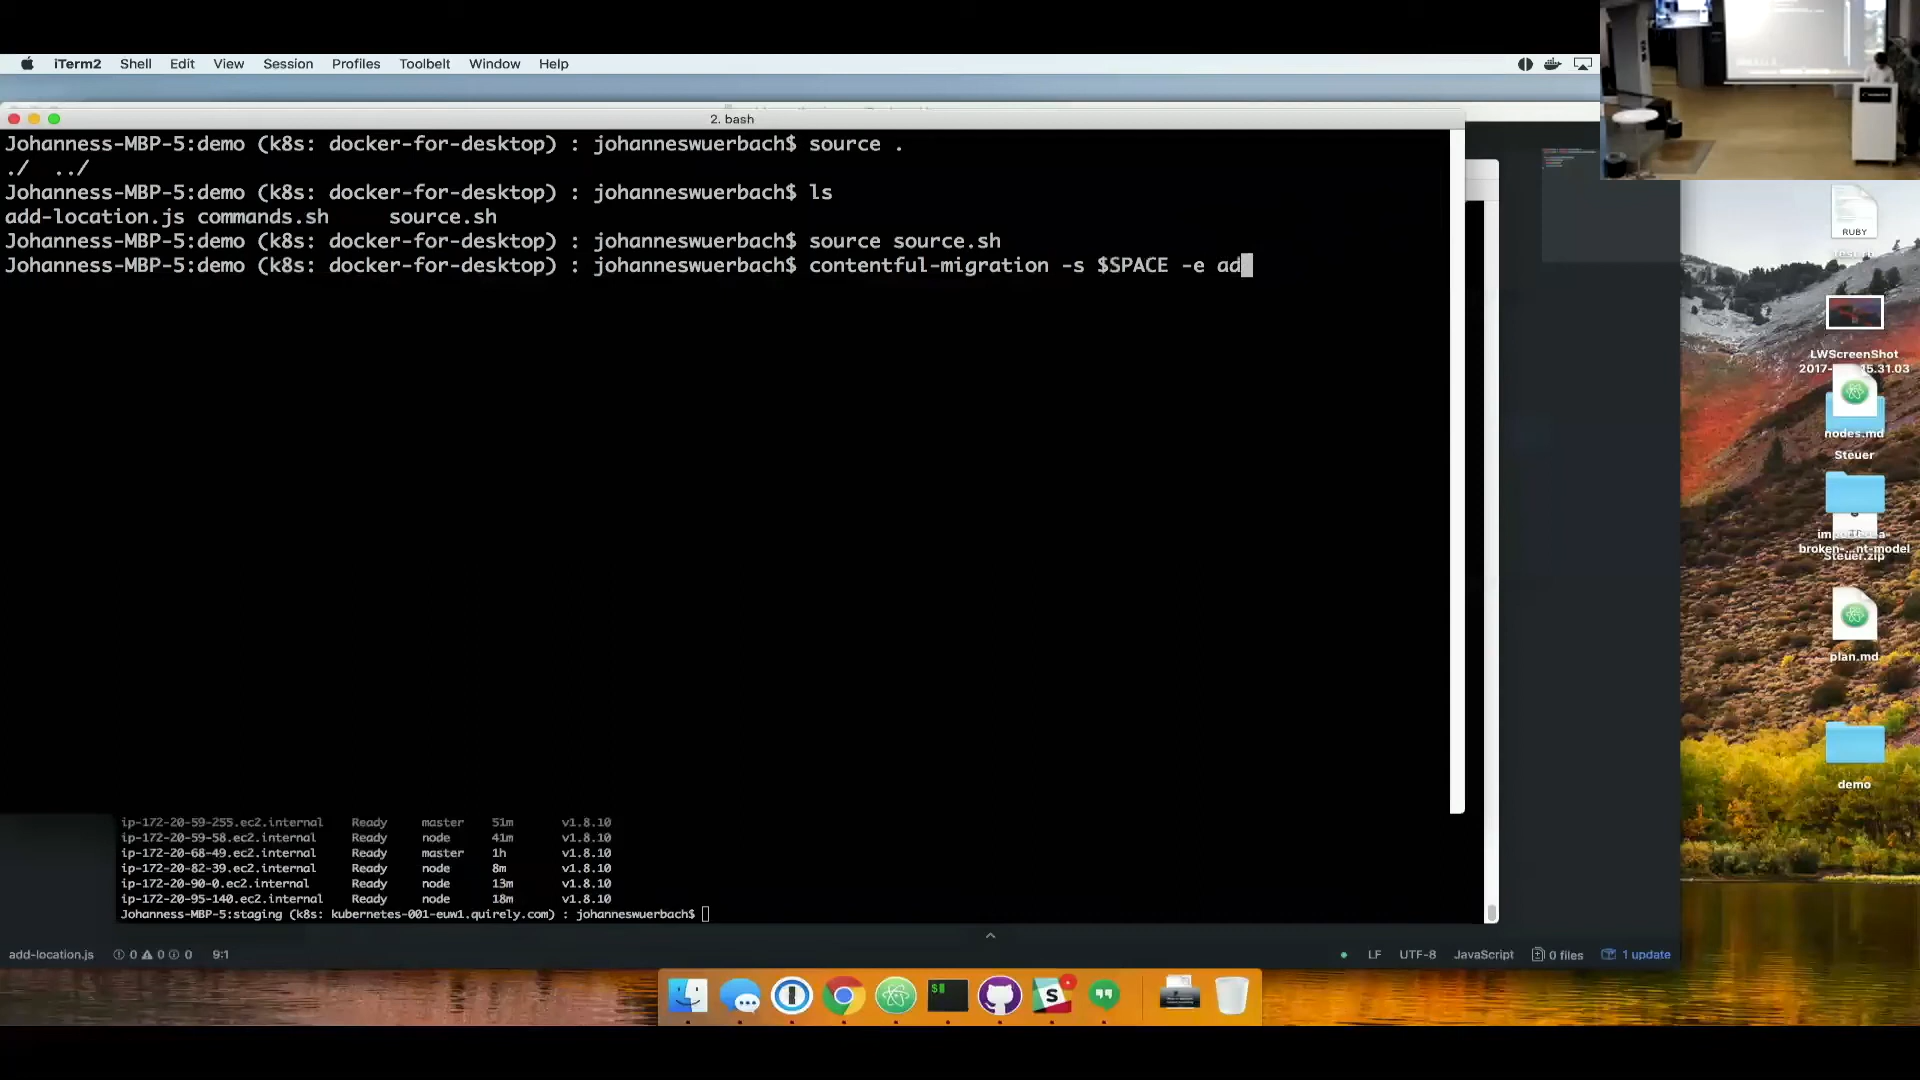 iTerm2 Shell Edit View Session Profiles Toolbelt Window Help
2. bash
Johanness-MBP-5:demo (k8s: docker-for-desktop) : johanneswuerbach$ source .
./ ../
Johanness-MBP-5:demo (k8s: docker-for-desktop) : johanneswuerbach$ ls
add-location.js commands.sh source.sh
Johanness-MBP-5:demo (k8s: docker-for-desktop) : johanneswuerbach$ source source.sh
Johanness-MBP-5:demo (k8s: docker-for-desktop) : johanneswuerbach$ contentful-migration -s $SPACE -e ad
RUBY
LWScreenShot
2017-
15.31.03
nodes.md
Steuer
broken-...nt-model
Steuer.zip
plan.md
demo
ip-172-20-59-255.ec2.internal Ready master 51m v1.8.10
ip-172-20-59-58.ec2.internal Ready node 41m v1.8.10
ip-172-20-68-49.ec2.internal Ready master 1h v1.8.10
ip-172-20-82-39.ec2.internal Ready node 8m v1.8.10
ip-172-20-90-0.ec2.internal Ready node 13m v1.8.10
ip-172-20-95-140.ec2.internal Ready node 18m v1.8.10
Johanness-MBP-5:staging (k8s: kubernetes-001-euw1.quirely.com) : johanneswuerbach$
add-location.js 0 0 0 9:1 LF UTF-8 JavaScript 0 files 1 update